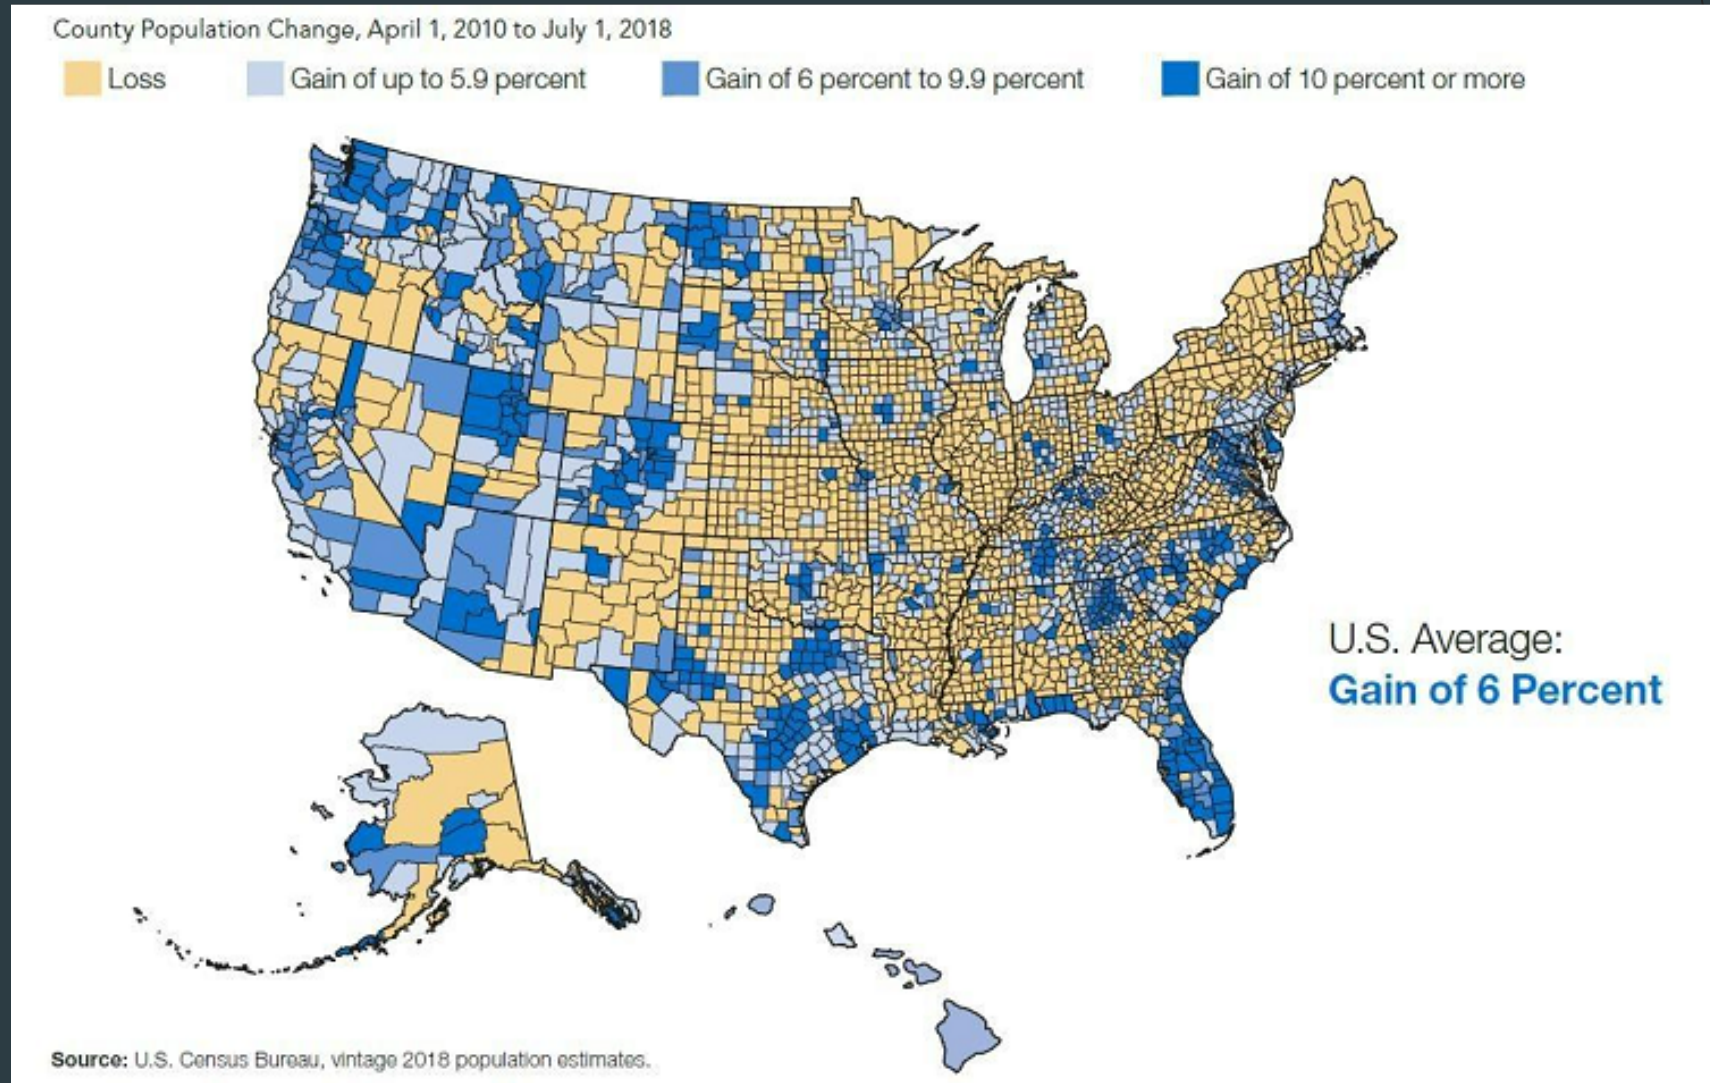 County Population Change, April 1, 2010 to July 1, 2018
Loss Gain of up to 5.9 percent Gain of 6 percent to 9.9 percent Gain of 10 percent or more
U.S. Average:
Gain of 6 Percent
Source: U.S. Census Bureau, vintage 2018 population estimates.